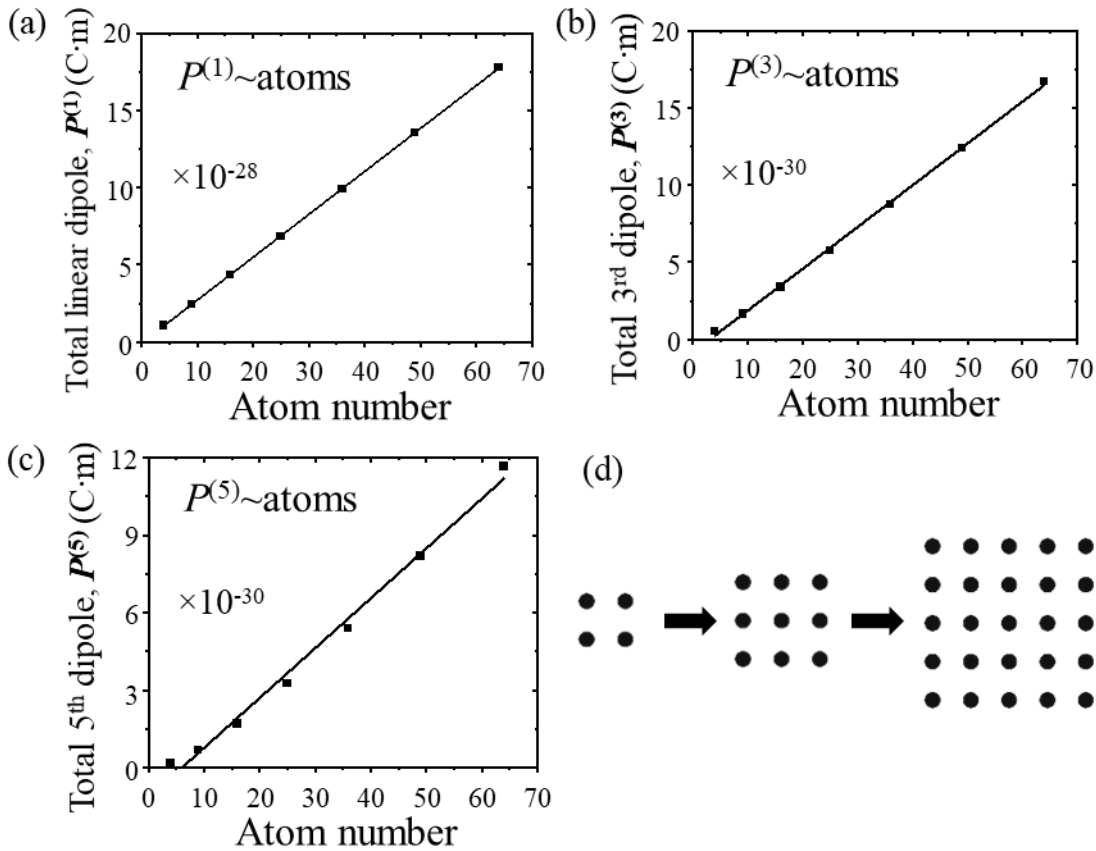 (a)
Total linear dipole, P⁽¹⁾ (C·m)
20
15
10
5
0
P⁽¹⁾~atoms
×10⁻²⁸
0 10 20 30 40 50 60 70
Atom number
(b)
Total 3ʳᵈ dipole, P⁽³⁾ (C·m)
20
15
10
5
0
P⁽³⁾~atoms
×10⁻³⁰
0 10 20 30 40 50 60 70
Atom number
(c)
Total 5ᵗʰ dipole, P⁽⁵⁾ (C·m)
12
9
6
3
0
P⁽⁵⁾~atoms
×10⁻³⁰
0 10 20 30 40 50 60 70
Atom number
(d)